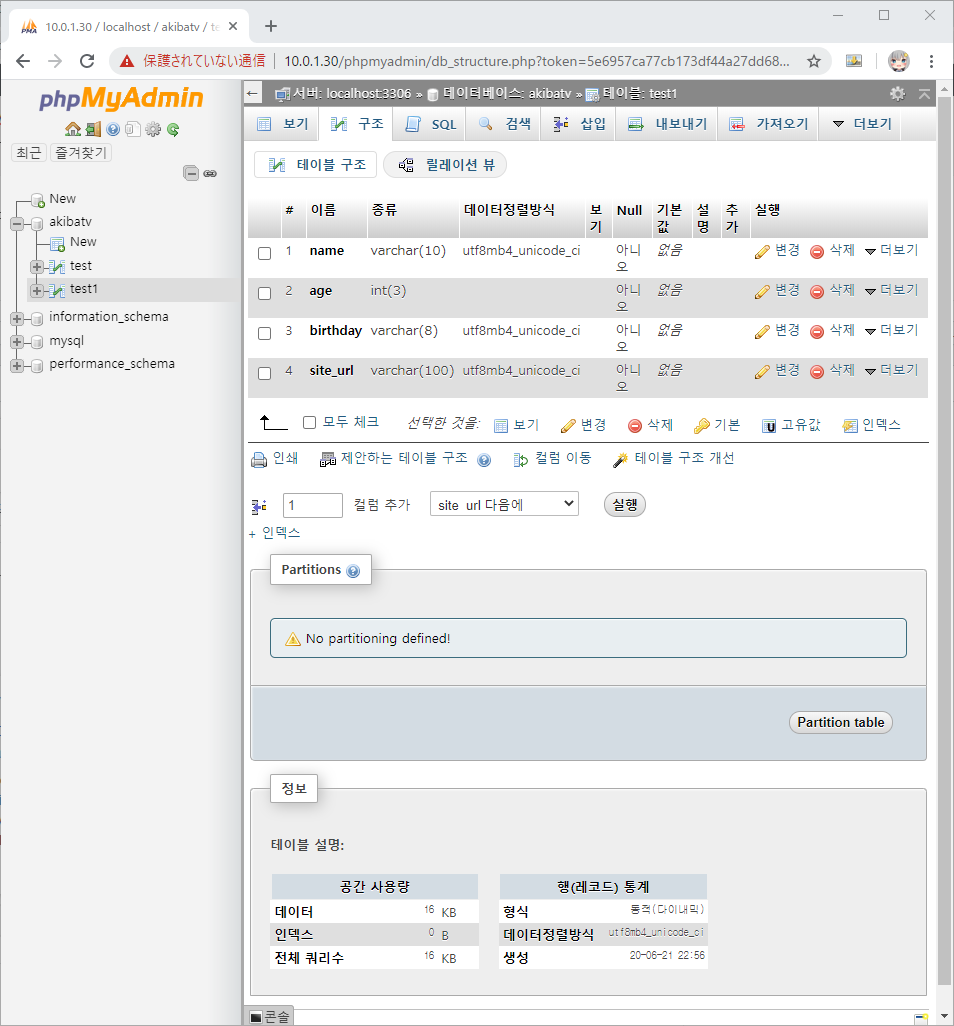 10.0.1.30 / localhost / akibatv / te
保護されていない通信 10.0.1.30/phpmyadmin/db_structure.php?token=5e6957ca77cb173df44a27dd68...
phpMyAdmin
최근 즐겨찾기
New
akibatv
New
test
test1
information_schema
mysql
performance_schema
서버: localhost:3306 » 데이터베이스: akibatv » 테이블: test1
보기 구조 SQL 검색 삽입 내보내기 가져오기 더보기
테이블 구조 릴레이션 뷰
# 이름 종류 데이터정렬방식 보기 Null 기본값 설명 추가 실행
1 name varchar(10) utf8mb4_unicode_ci 아니오 없음 변경 삭제 더보기
2 age int(3) 아니오 없음 변경 삭제 더보기
3 birthday varchar(8) utf8mb4_unicode_ci 아니오 없음 변경 삭제 더보기
4 site_url varchar(100) utf8mb4_unicode_ci 아니오 없음 변경 삭제 더보기
모두 체크 선택한 것을: 보기 변경 삭제 기본 고유값 인덱스
인쇄 제안하는 테이블 구조 컬럼 이동 테이블 구조 개선
1 컬럼 추가 site_url 다음에 실행
+ 인덱스
Partitions
No partitioning defined!
Partition table
정보
테이블 설명:
공간 사용량
데이터 16 KB
인덱스 0 B
전체 쿼리수 16 KB
행(레코드) 통계
형식 동적(다이내믹)
데이터정렬방식 utf8mb4_unicode_ci
생성 20-06-21 22:56
콘솔